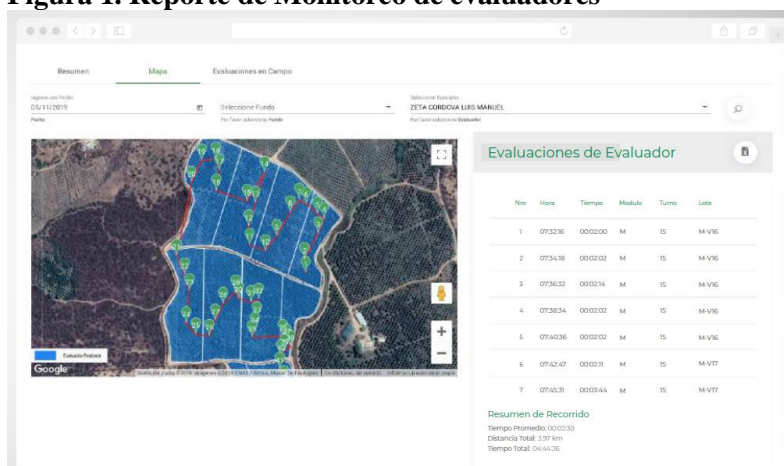 Figura 1. Reporte de Monitoreo de evaluadores
Resumen Mapa Evaluaciones en Campo
Ingrese una Fecha
05/11/2019
Fecha
Seleccione Fundo
Por favor seleccione Fundo
Seleccione Evaluador
ZETA CORDOVA LUIS MANUEL
Por favor seleccione Evaluador
Evaluación Realizada
Google
Evaluaciones de Evaluador
Nro Hora Tiempo Modulo Turno Lote
1 07:32:16 00:02:00 M 15 M-V16
2 07:34:18 00:02:02 M 15 M-V16
3 07:36:32 00:02:14 M 15 M-V16
4 07:38:34 00:02:02 M 15 M-V16
5 07:40:36 00:02:02 M 15 M-V16
6 07:42:47 00:02:11 M 15 M-V17
7 07:45:31 00:03:44 M 15 M-V17
Resumen de Recorrido
Tiempo Promedio: 00:02:30
Distancia Total: 3.97 km
Tiempo Total: 04:44:26